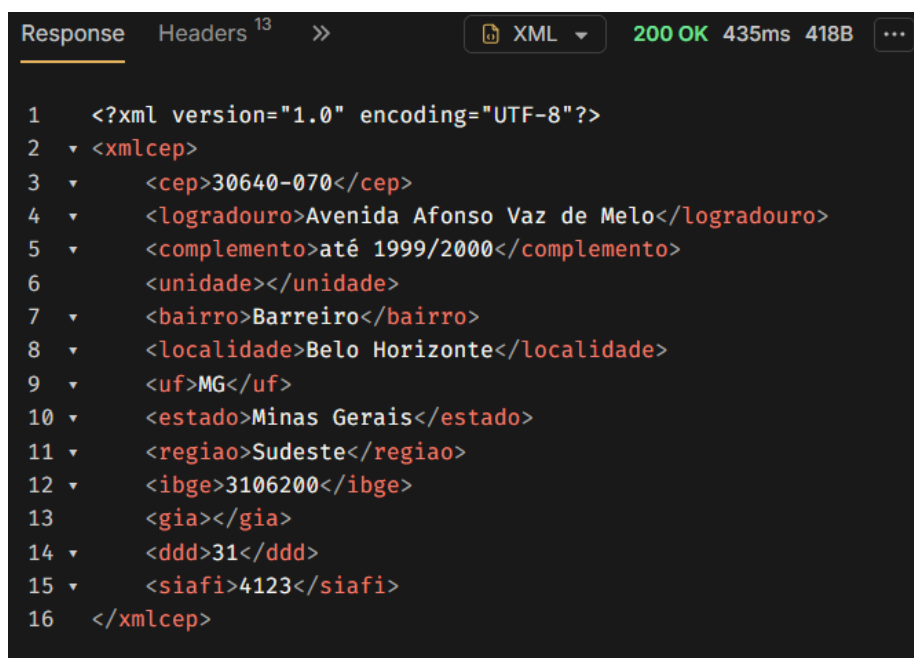 Response Headers 13 » XML 200 OK 435ms 418B ...
1 <?xml version="1.0" encoding="UTF-8"?>
2 <xmlcep>
3 <cep>30640-070</cep>
4 <logradouro>Avenida Afonso Vaz de Melo</logradouro>
5 <complemento>até 1999/2000</complemento>
6 <unidade></unidade>
7 <bairro>Barreiro</bairro>
8 <localidade>Belo Horizonte</localidade>
9 <uf>MG</uf>
10 <estado>Minas Gerais</estado>
11 <regiao>Sudeste</regiao>
12 <ibge>3106200</ibge>
13 <gia></gia>
14 <ddd>31</ddd>
15 <siafi>4123</siafi>
16 </xmlcep>